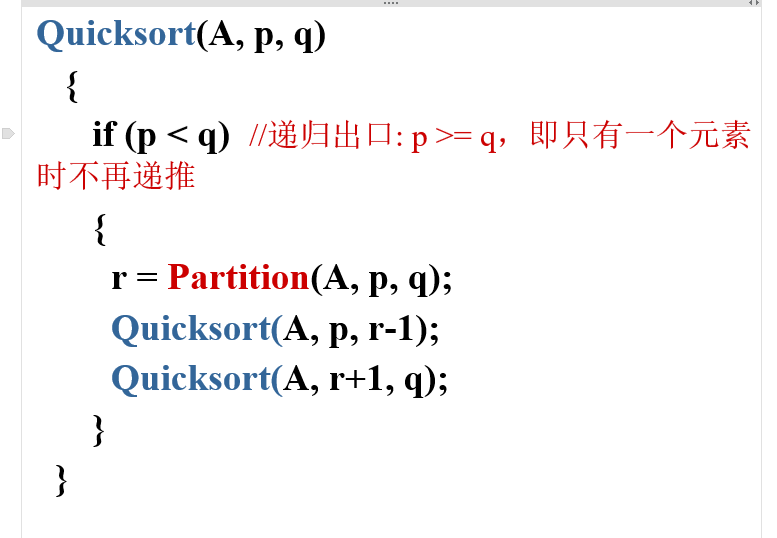 Quicksort(A, p, q)
{
if (p < q) //递归出口: p >= q，即只有一个元素
时不再递推
{
r = Partition(A, p, q);
Quicksort(A, p, r-1);
Quicksort(A, r+1, q);
}
}